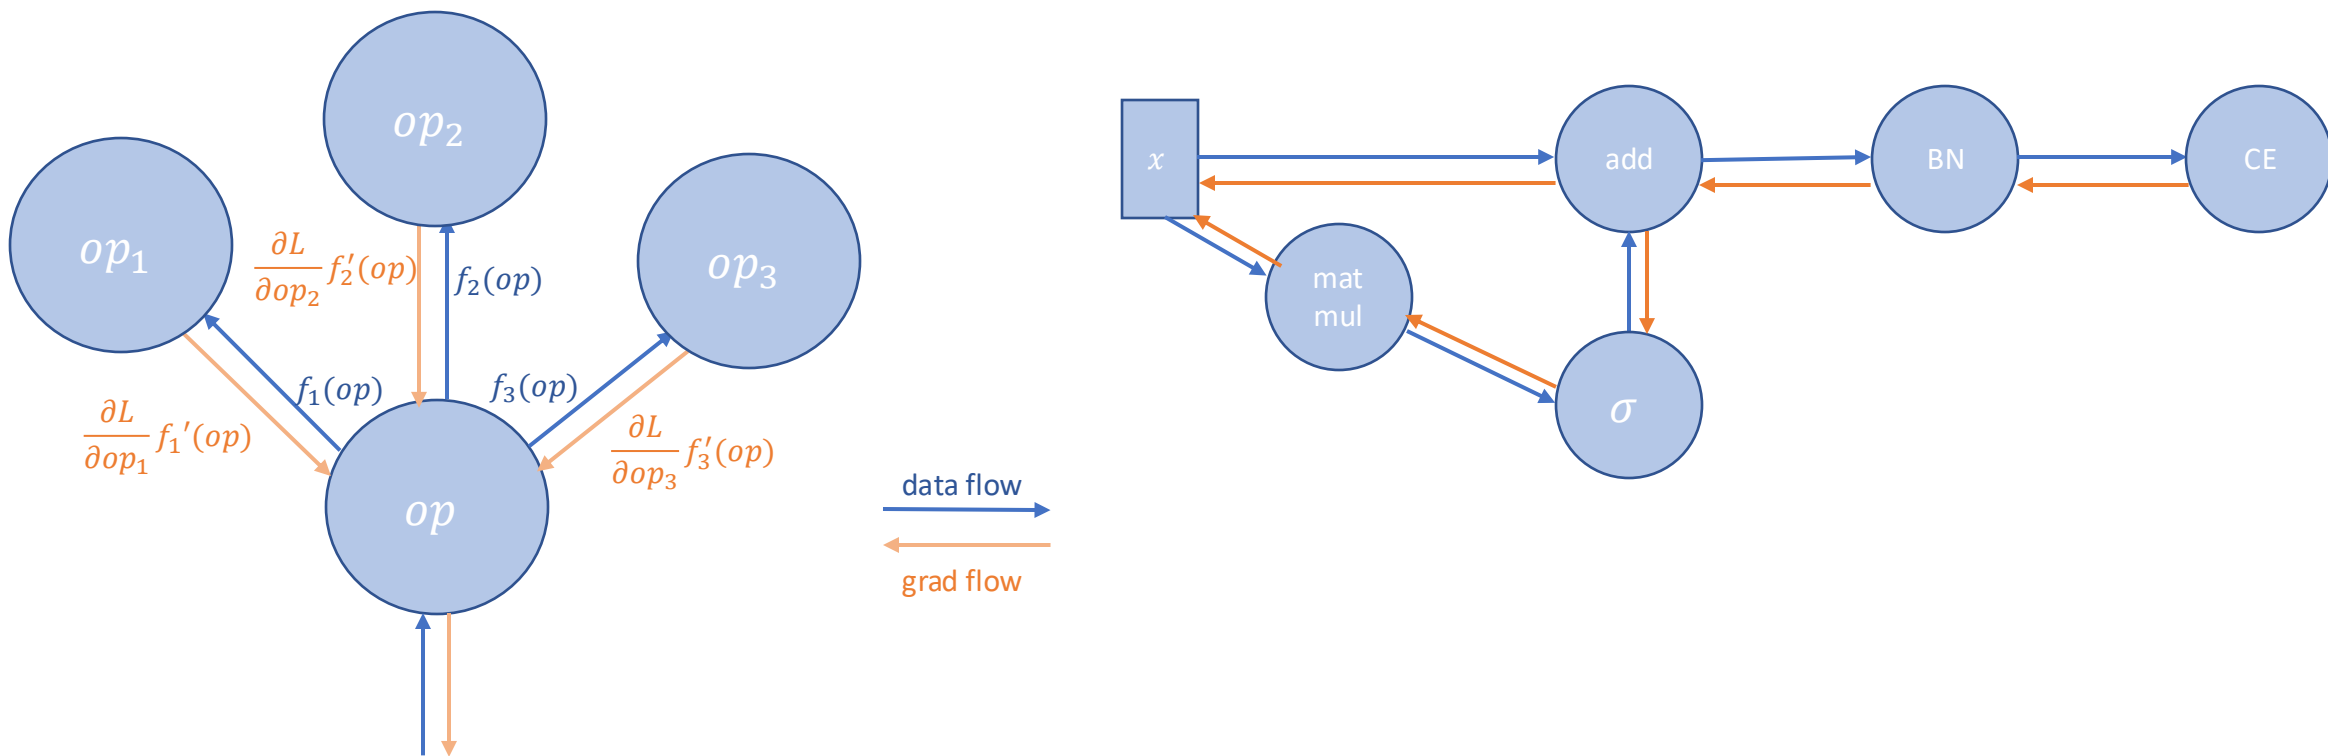 op₁
op₂
op₃
op
∂L/∂op₁ f₁'(op)
f₁(op)
∂L/∂op₂ f₂′(op)
f₂(op)
f₃(op)
∂L/∂op₃ f₃′(op)
data flow
grad flow
x
mat
mul
σ
add
BN
CE